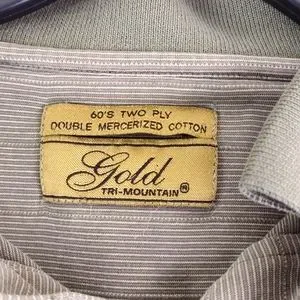 60'S TWO PLY
DOUBLE MERCERIZED COTTON
Gold
TRI-MOUNTAIN®